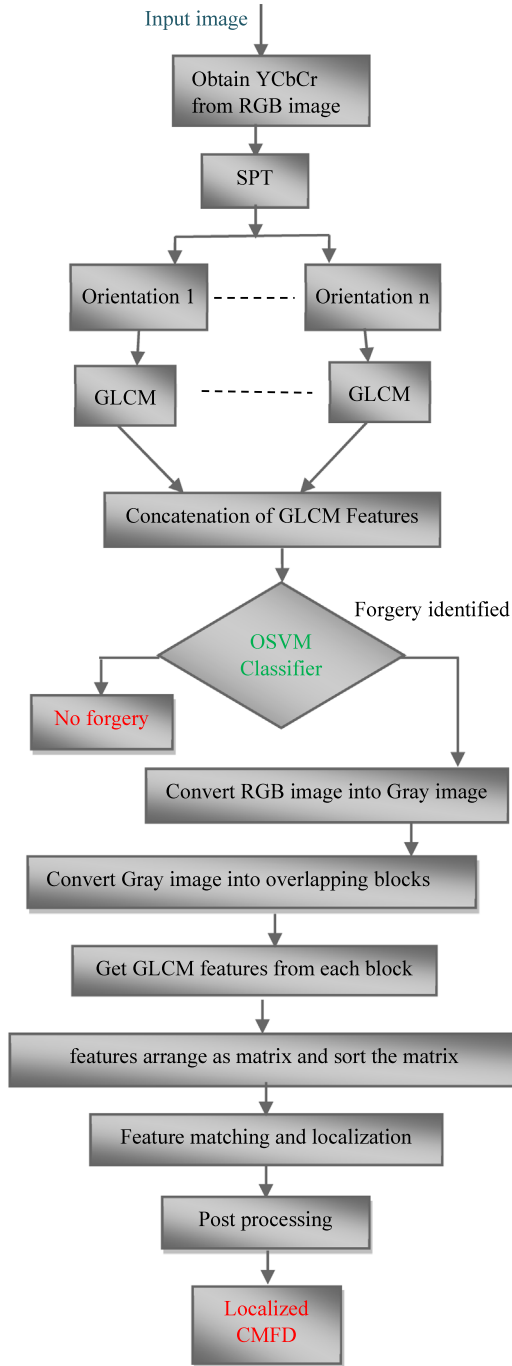 Input image
Obtain YCbCr
from RGB image
SPT
Orientation 1
Orientation n
GLCM
GLCM
Concatenation of GLCM Features
Forgery identified
OSVM
Classifier
No forgery
Convert RGB image into Gray image
Convert Gray image into overlapping blocks
Get GLCM features from each block
features arrange as matrix and sort the matrix
Feature matching and localization
Post processing
Localized
CMFD